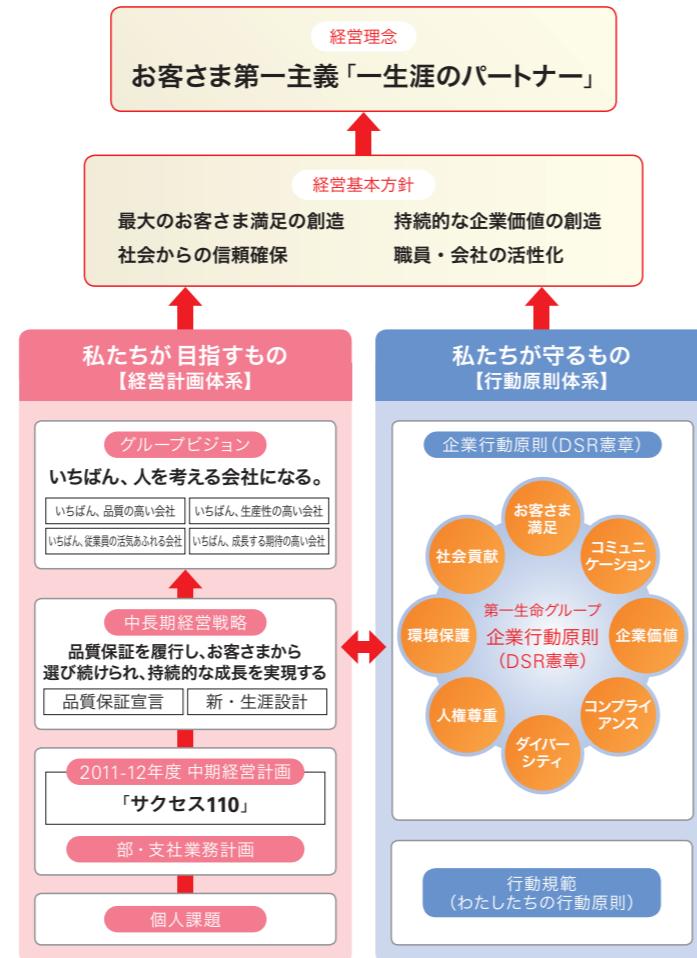 経営理念
お客さま第一主義「一生涯のパートナー」
経営基本方針
最大のお客さま満足の創造
持続的な企業価値の創造
社会からの信頼確保
職員・会社の活性化
私たちが目指すもの
【経営計画体系】
グループビジョン
いちばん、人を考える会社になる。
いちばん、品質の高い会社
いちばん、生産性の高い会社
いちばん、従業員の活気あふれる会社
いちばん、成長する期待の高い会社
中長期経営戦略
品質保証を履行し、お客さまから
選び続けられ、持続的な成長を実現する
品質保証宣言
新・生涯設計
2011-12年度 中期経営計画
「サクセス110」
部・支社業務計画
個人課題
私たちが守るもの
【行動原則体系】
企業行動原則(DSR憲章)
お客さま
満足
コミュニ
ケーション
企業価値
コンプライ
アンス
ダイバー
シティ
人権尊重
環境保護
社会貢献
第一生命グループ
企業行動原則
(DSR憲章)
行動規範
(わたしたちの行動原則)